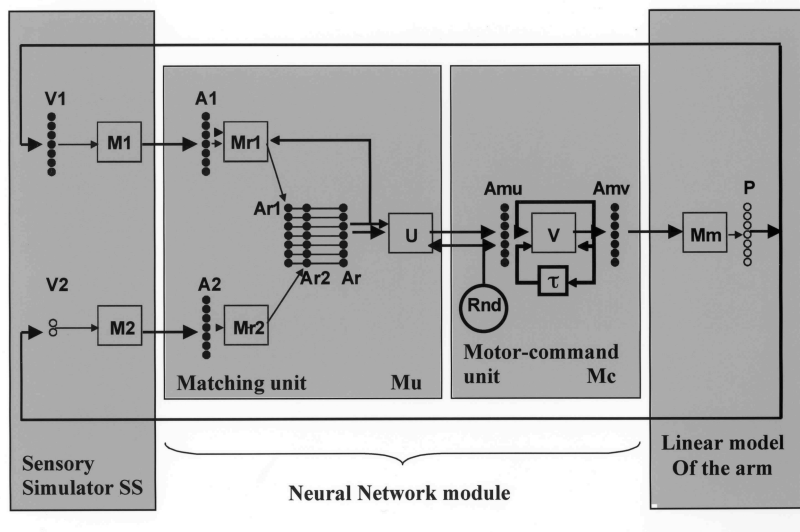 V1
M1
A1
Mr1
Ar1
Ar2 Ar
U
V2
M2
A2
Mr2
Amu
V
Amv
τ
Rnd
Mm
P
Matching unit Mu
Motor-command
unit Mc
Sensory
Simulator SS
Linear model
Of the arm
Neural Network module